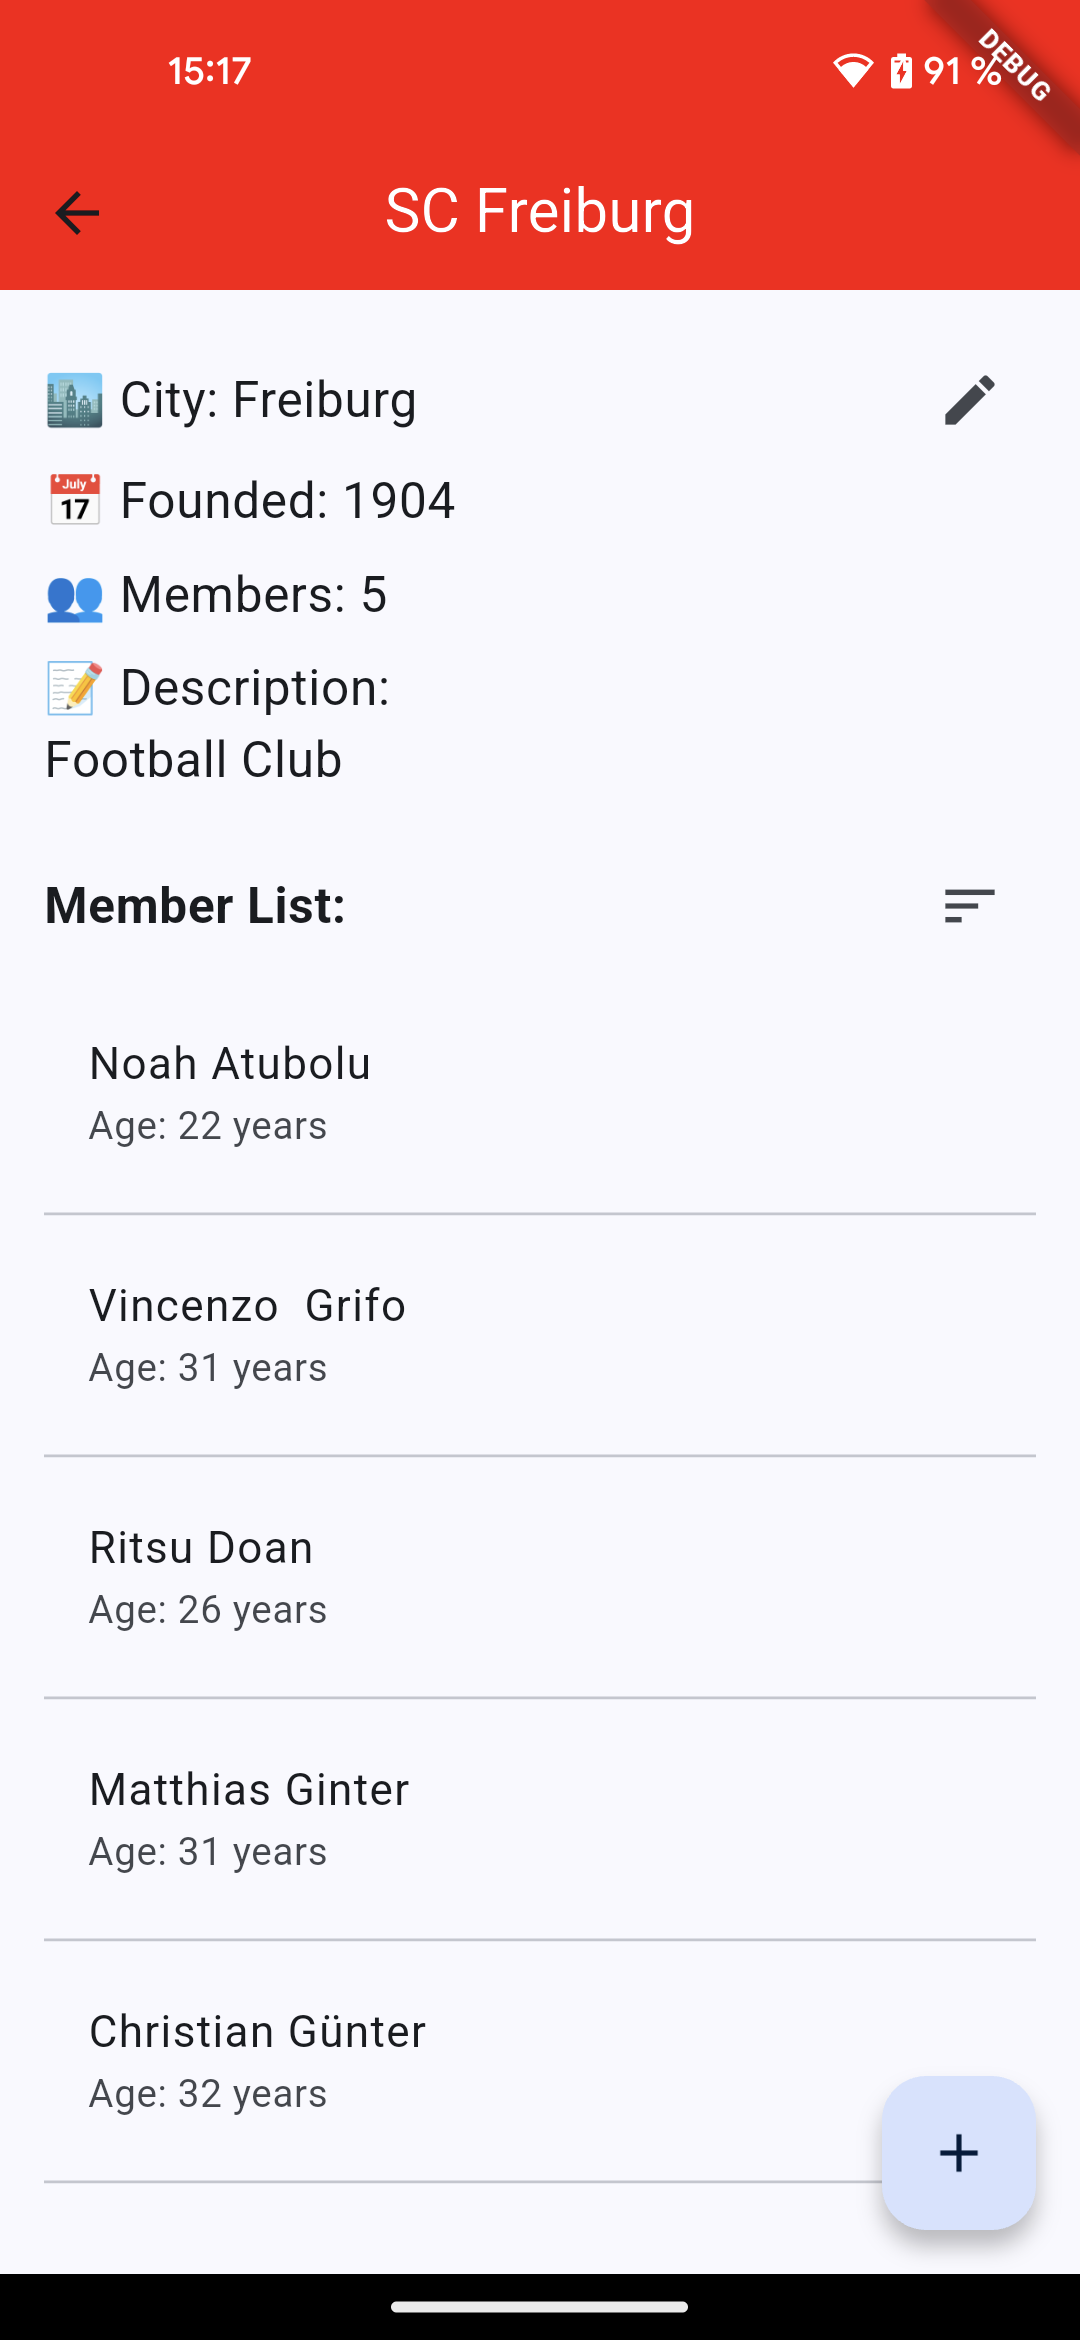 15:17
91 %
DEBUG
SC Freiburg
City: Freiburg
July
17
Founded: 1904
Members: 5
Description:
Football Club
Member List:
Noah Atubolu
Age: 22 years
Vincenzo  Grifo
Age: 31 years
Ritsu Doan
Age: 26 years
Matthias Ginter
Age: 31 years
Christian Günter
Age: 32 years